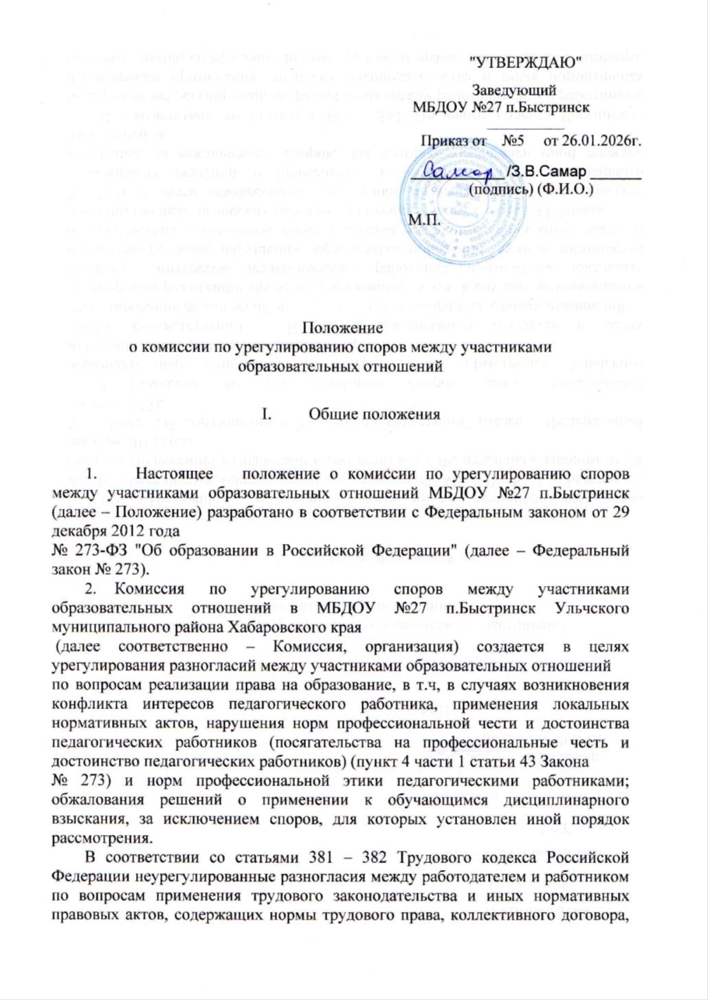 "УТВЕРЖДАЮ"
Заведующий
МБДОУ №27 п.Быстринск
Приказ от №5 от 26.01.2026г.
Самар /З.В.Самар
(подпись) (Ф.И.О.)
М.П.
Положение
о комиссии по урегулированию споров между участниками
образовательных отношений
I. Общие положения
1. Настоящее положение о комиссии по урегулированию споров
между участниками образовательных отношений МБДОУ №27 п.Быстринск
(далее – Положение) разработано в соответствии с Федеральным законом от 29
декабря 2012 года
№ 273-ФЗ "Об образовании в Российской Федерации" (далее – Федеральный
закон № 273).
2. Комиссия по урегулированию споров между участниками
образовательных отношений в МБДОУ №27 п.Быстринск Ульчского
муниципального района Хабаровского края
(далее соответственно – Комиссия, организация) создается в целях
урегулирования разногласий между участниками образовательных отношений
по вопросам реализации права на образование, в т.ч, в случаях возникновения
конфликта интересов педагогического работника, применения локальных
нормативных актов, нарушения норм профессиональной чести и достоинства
педагогических работников (посягательства на профессиональные честь и
достоинство педагогических работников) (пункт 4 части 1 статьи 43 Закона
№ 273) и норм профессиональной этики педагогическими работниками;
обжалования решений о применении к обучающимся дисциплинарного
взыскания, за исключением споров, для которых установлен иной порядок
рассмотрения.
В соответствии со статьями 381 – 382 Трудового кодекса Российской
Федерации неурегулированные разногласия между работодателем и работником
по вопросам применения трудового законодательства и иных нормативных
правовых актов, содержащих нормы трудового права, коллективного договора,